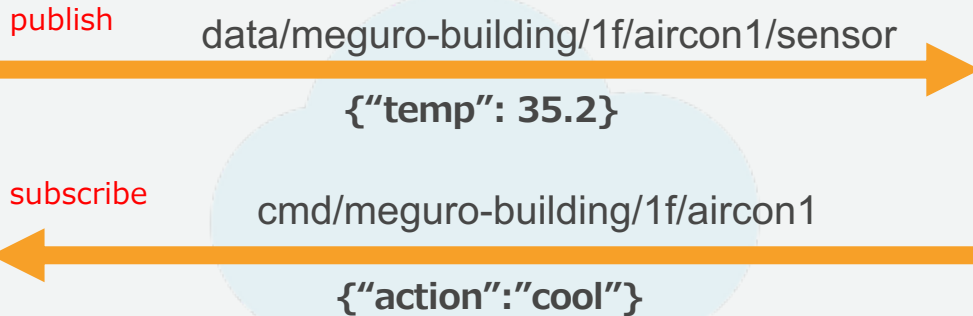 publish
data/meguro-building/1f/aircon1/sensor
{“temp”: 35.2}
subscribe
cmd/meguro-building/1f/aircon1
{“action”:”cool”}